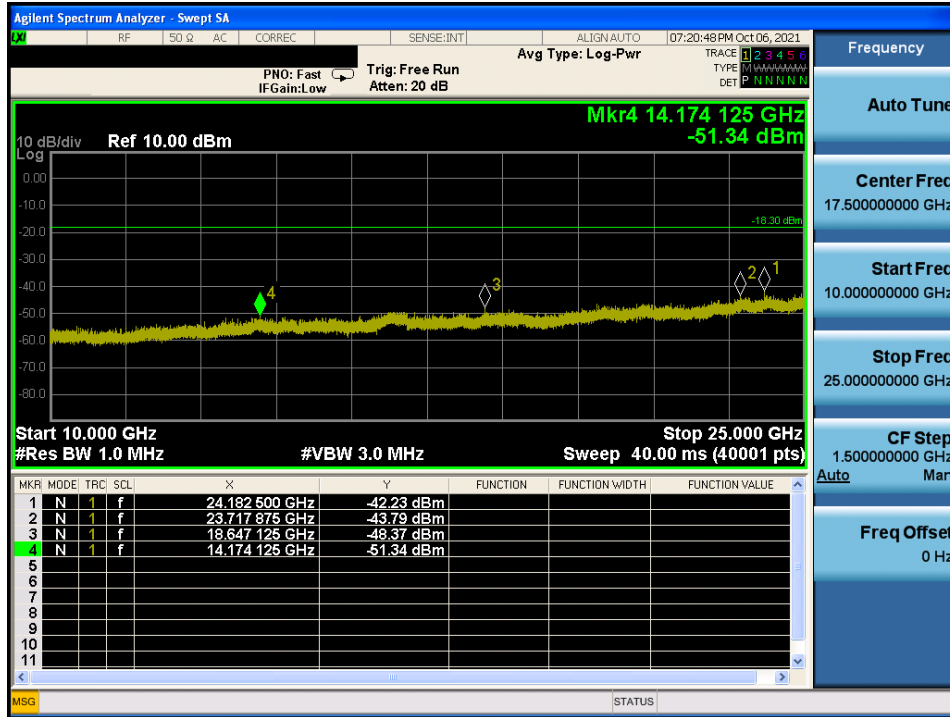 Agilent Spectrum Analyzer - Swept SA
LXI RF 50 Ω AC CORREC SENSE:INT ALIGN AUTO 07:20:48 PM Oct 06, 2021
Frequency
Avg Type: Log-Pwr
TRACE 1 2 3 4 5 6
TYPE M W W W W W
DET P N N N N N
PNO: Fast
IFGain:Low
Trig: Free Run
Atten: 20 dB
Mkr4 14.174 125 GHz
-51.34 dBm
10 dB/div Ref 10.00 dBm
Log
0.00
-10.0
-20.0
-30.0
-40.0
-50.0
-60.0
-70.0
-80.0
-18.30 dBm
4
3
2
1
Start 10.000 GHz Stop 25.000 GHz
#Res BW 1.0 MHz #VBW 3.0 MHz Sweep 40.00 ms (40001 pts)
MKR MODE TRC SCL X Y FUNCTION FUNCTION WIDTH FUNCTION VALUE
1 N 1 f 24.182 500 GHz -42.23 dBm
2 N 1 f 23.717 875 GHz -43.79 dBm
3 N 1 f 18.647 125 GHz -48.37 dBm
4 N 1 f 14.174 125 GHz -51.34 dBm
5
6
7
8
9
10
11
MSG STATUS
Auto Tune
Center Freq
17.500000000 GHz
Start Freq
10.000000000 GHz
Stop Freq
25.000000000 GHz
CF Step
1.500000000 GHz
Auto Man
Freq Offset
0 Hz